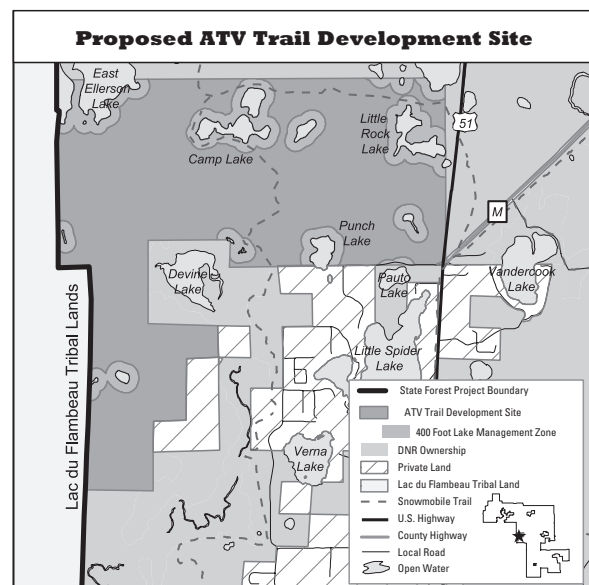 Proposed ATV Trail Development Site
East
Ellerson
Lake
Camp Lake
Little
Rock
Lake
51
M
Punch
Lake
Devine
Lake
Pauto
Lake
Vandercook
Lake
Little Spider
Lake
Verna
Lake
Lac du Flambeau Tribal Lands
State Forest Project Boundary
ATV Trail Development Site
400 Foot Lake Management Zone
DNR Ownership
Private Land
Lac du Flambeau Tribal Land
Snowmobile Trail
U.S. Highway
County Highway
Local Road
Open Water